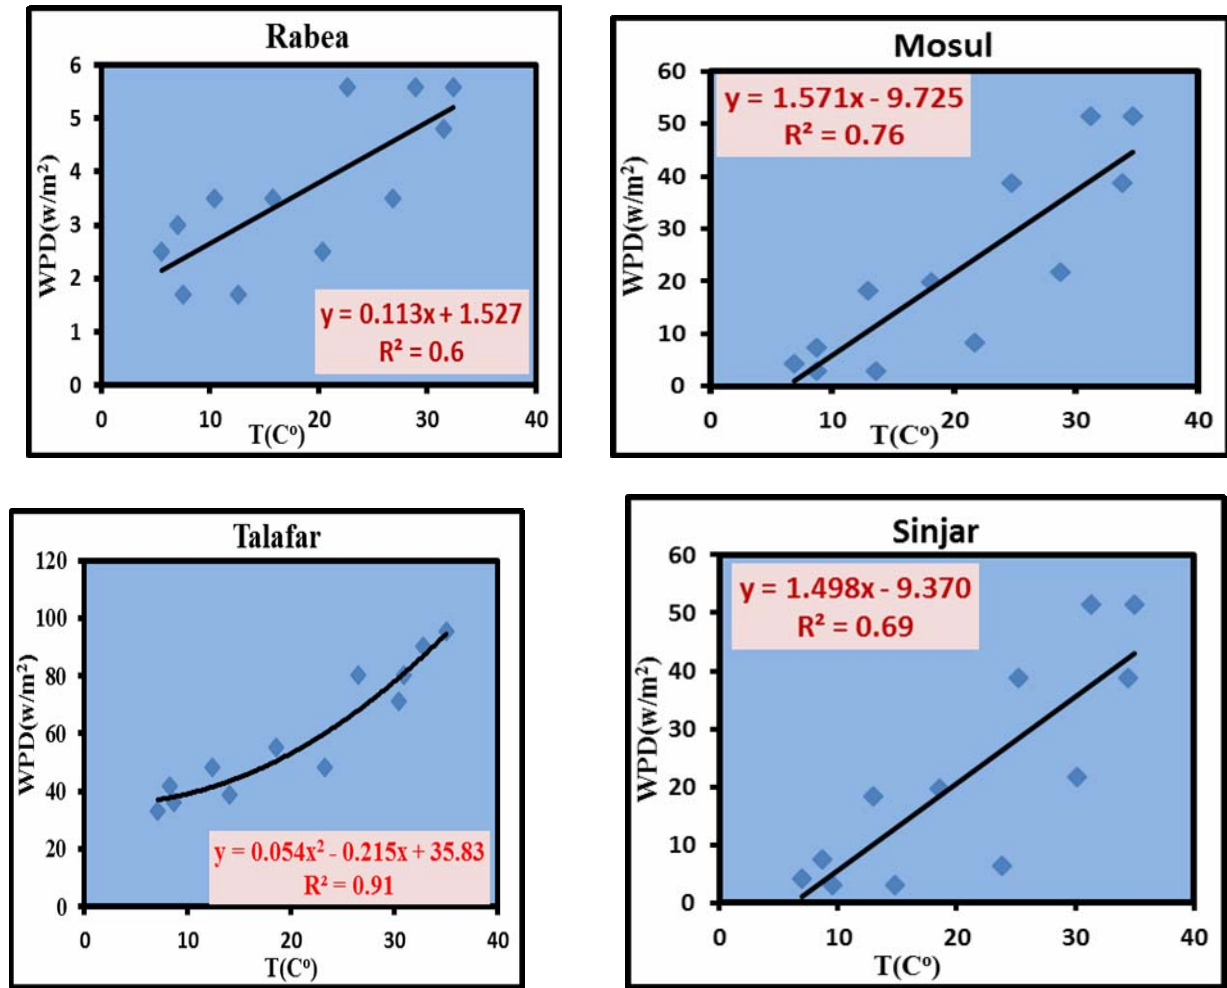 Rabea
WPD(w/m²)
6
5
4
3
2
1
0
y = 0.113x + 1.527
R² = 0.6
0 10 20 30 40
T(Cº)
Mosul
WPD(w/m²)
60
50
40
30
20
10
0
y = 1.571x - 9.725
R² = 0.76
0 10 20 30 40
T(Cº)
Talafar
WPD(w/m²)
120
100
80
60
40
20
0
y = 0.054x² - 0.215x + 35.83
R² = 0.91
0 10 20 30 40
T(Cº)
Sinjar
WPD(w/m²)
60
50
40
30
20
10
0
y = 1.498x - 9.370
R² = 0.69
0 10 20 30 40
T(Cº)